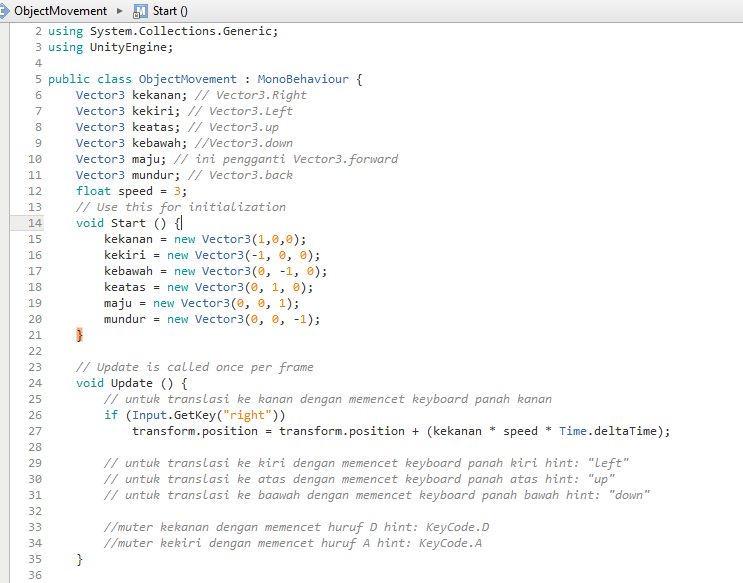 ObjectMovement ▸ M Start ()
2 using System.Collections.Generic;
3 using UnityEngine;
4
5 public class ObjectMovement : MonoBehaviour {
6 Vector3 kekanan; // Vector3.Right
7 Vector3 kekiri; // Vector3.Left
8 Vector3 keatas; // Vector3.up
9 Vector3 kebawah; //Vector3.down
10 Vector3 maju; // ini pengganti Vector3.forward
11 Vector3 mundur; // Vector3.back
12 float speed = 3;
13 // Use this for initialization
14 void Start () {
15 kekanan = new Vector3(1,0,0);
16 kekiri = new Vector3(-1, 0, 0);
17 kebawah = new Vector3(0, -1, 0);
18 keatas = new Vector3(0, 1, 0);
19 maju = new Vector3(0, 0, 1);
20 mundur = new Vector3(0, 0, -1);
21 }
22
23 // Update is called once per frame
24 void Update () {
25 // untuk translasi ke kanan dengan memencet keyboard panah kanan
26 if (Input.GetKey("right"))
27 transform.position = transform.position + (kekanan * speed * Time.deltaTime);
28
29 // untuk translasi ke kiri dengan memencet keyboard panah kiri hint: "left"
30 // untuk translasi ke atas dengan memencet keyboard panah atas hint: "up"
31 // untuk translasi ke baawah dengan memencet keyboard panah bawah hint: "down"
32
33 //muter kekanan dengan memencet huruf D hint: KeyCode.D
34 //muter kekiri dengan memencet huruf A hint: KeyCode.A
35 }
36